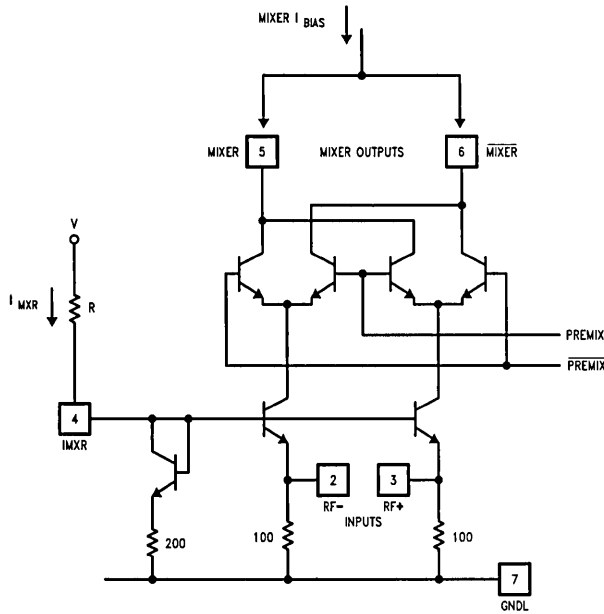 MIXER I BIAS
MIXER 5 MIXER OUTPUTS 6 MIXER
V
I MXR R
PREMIX
PREMIX
4
IMXR
2 3
RF- INPUTS RF+
200 100 100
7
GNDL